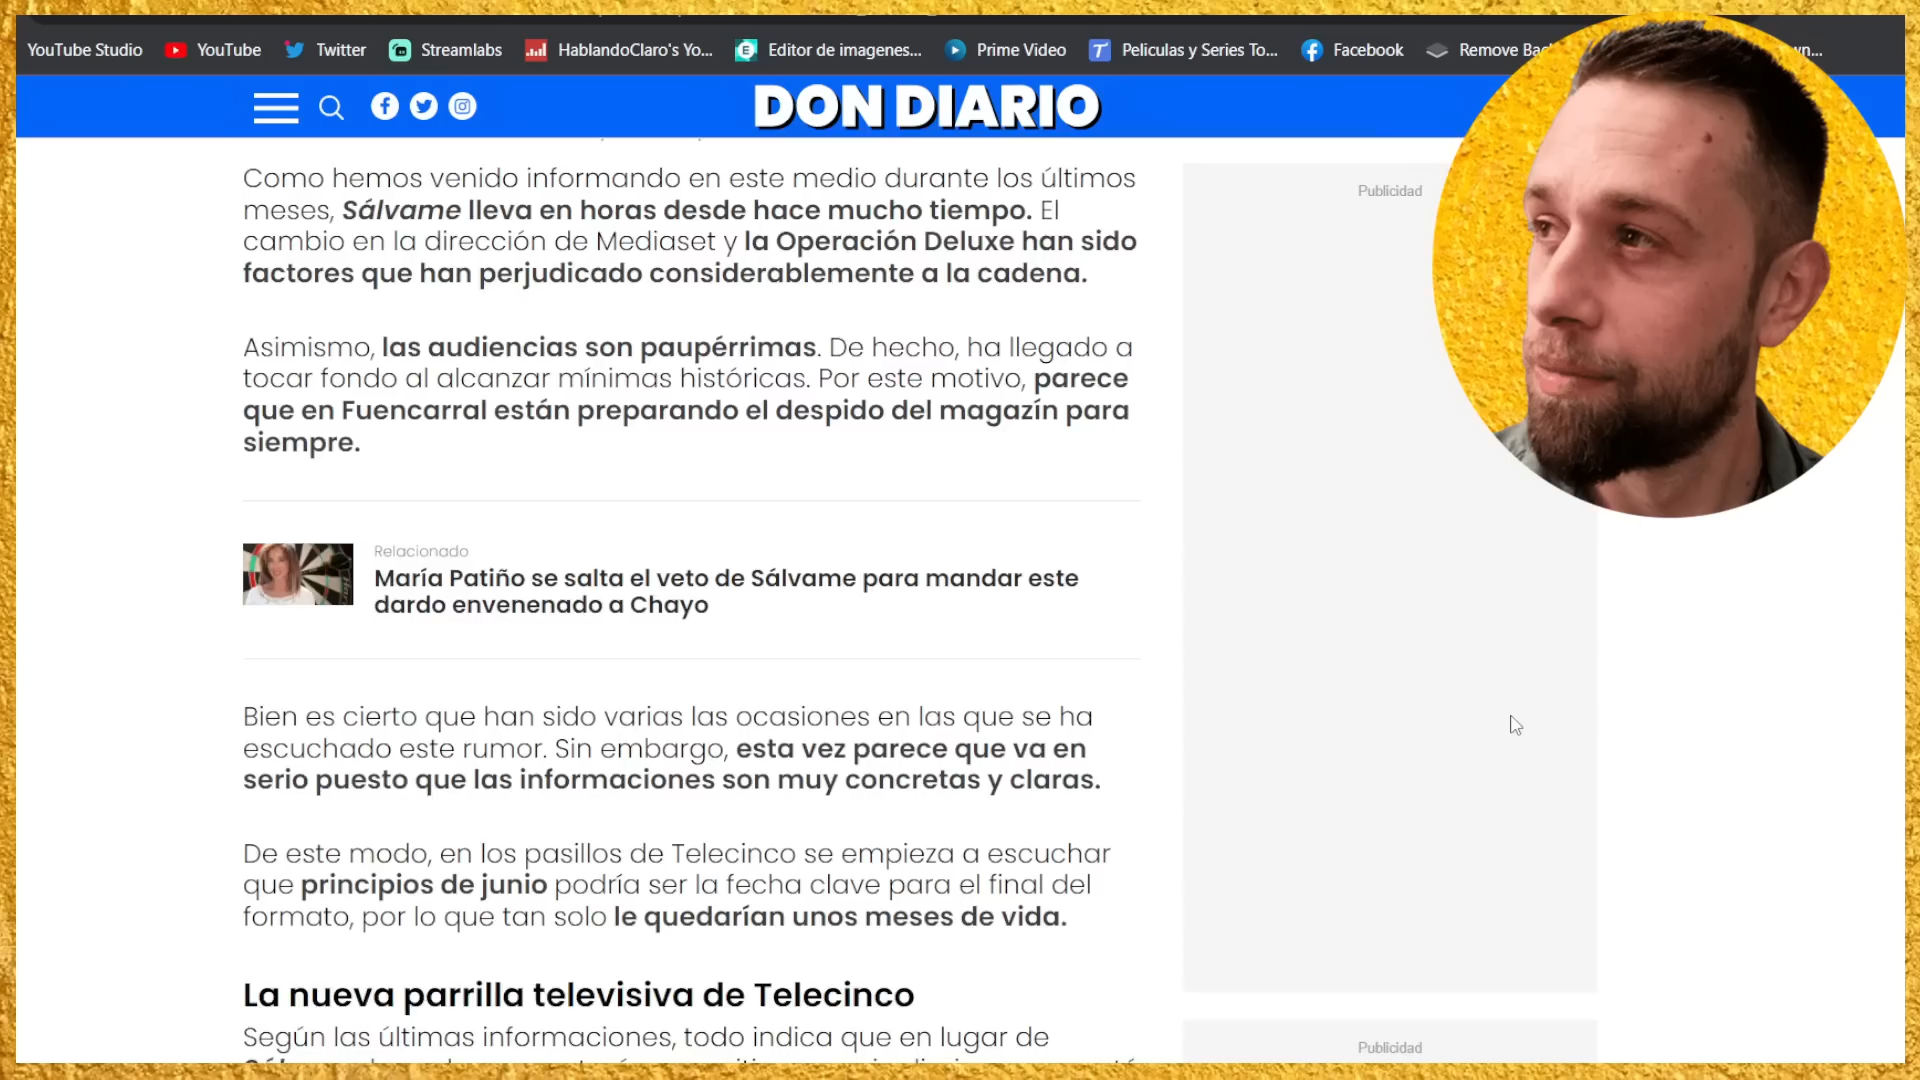 YouTube Studio YouTube Twitter Streamlabs HablandoClaro's Yo... Editor de imagenes... Prime Video Peliculas y Series To... Facebook Remove
DON DIARIO
Como hemos venido informando en este medio durante los últimos
meses, Sálvame lleva en horas desde hace mucho tiempo. El
cambio en la dirección de Mediaset y la Operación Deluxe han sido
factores que han perjudicado considerablemente a la cadena.
Asimismo, las audiencias son paupérrimas. De hecho, ha llegado a
tocar fondo al alcanzar mínimas históricas. Por este motivo, parece
que en Fuencarral están preparando el despido del magazín para
siempre.
Relacionado
María Patiño se salta el veto de Sálvame para mandar este
dardo envenenado a Chayo
Bien es cierto que han sido varias las ocasiones en las que se ha
escuchado este rumor. Sin embargo, esta vez parece que va en
serio puesto que las informaciones son muy concretas y claras.
De este modo, en los pasillos de Telecinco se empieza a escuchar
que principios de junio podría ser la fecha clave para el final del
formato, por lo que tan solo le quedarían unos meses de vida.
La nueva parrilla televisiva de Telecinco
Según las últimas informaciones, todo indica que en lugar de
Publicidad
Publicidad